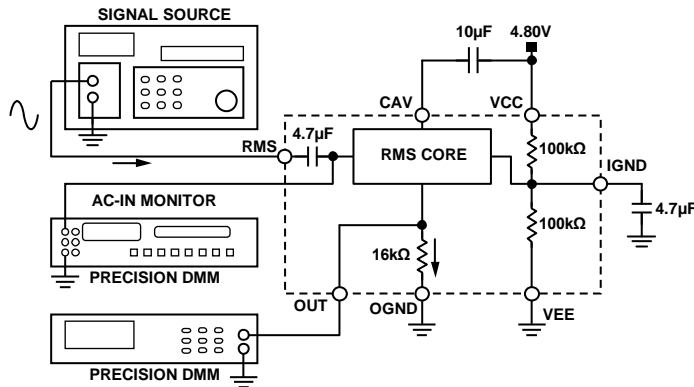 SIGNAL SOURCE
10µF
4.80V
CAV
VCC
4.7µF
RMS
RMS CORE
100kΩ
IGND
AC-IN MONITOR
100kΩ
4.7µF
16kΩ
PRECISION DMM
OUT
OGND
VEE
PRECISION DMM